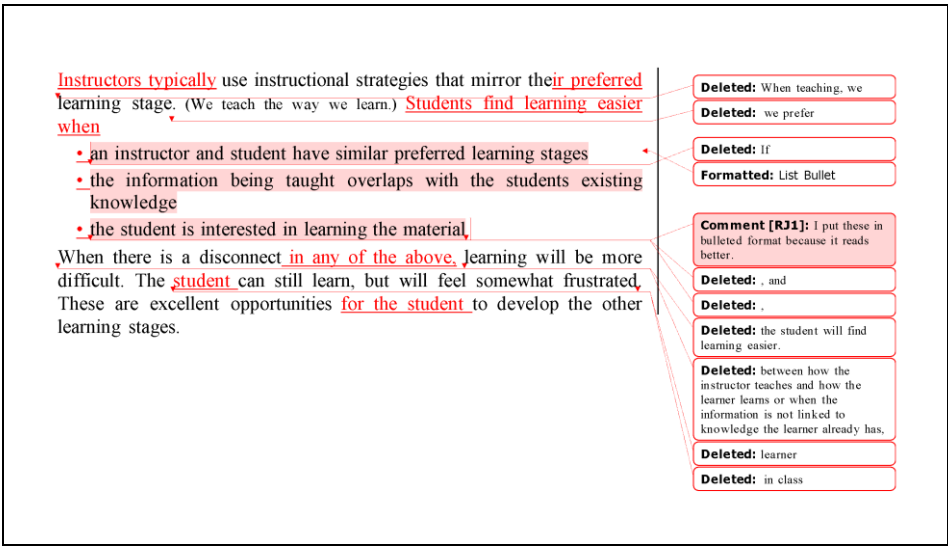 Instructors typically use instructional strategies that mirror their preferred
learning stage. (We teach the way we learn.) Students find learning easier
when
• an instructor and student have similar preferred learning stages
• the information being taught overlaps with the students existing
knowledge
• the student is interested in learning the material
When there is a disconnect in any of the above, learning will be more
difficult. The student can still learn, but will feel somewhat frustrated.
These are excellent opportunities for the student to develop the other
learning stages.
Deleted: When teaching, we
Deleted: we prefer
Deleted: If
Formatted: List Bullet
Comment [RJ1]: I put these in
bulleted format because it reads
better.
Deleted: , and
Deleted: ,
Deleted: the student will find
learning easier.
Deleted: between how the
instructor teaches and how the
learner learns or when the
information is not linked to
knowledge the learner already has,
Deleted: learner
Deleted: in class